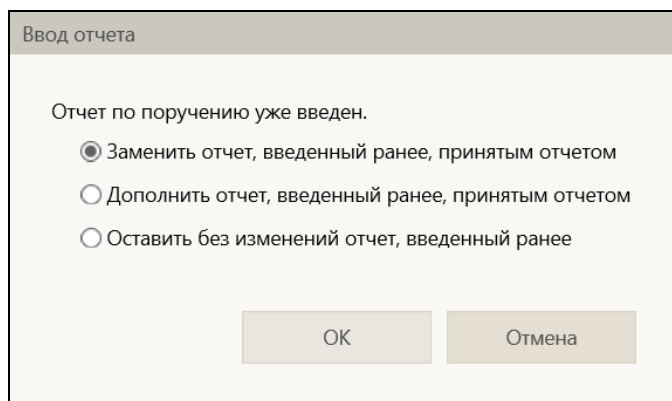 Ввод отчета
Отчет по поручению уже введен.
Заменить отчет, введенный ранее, принятым отчетом
Дополнить отчет, введенный ранее, принятым отчетом
Оставить без изменений отчет, введенный ранее
ОК
Отмена